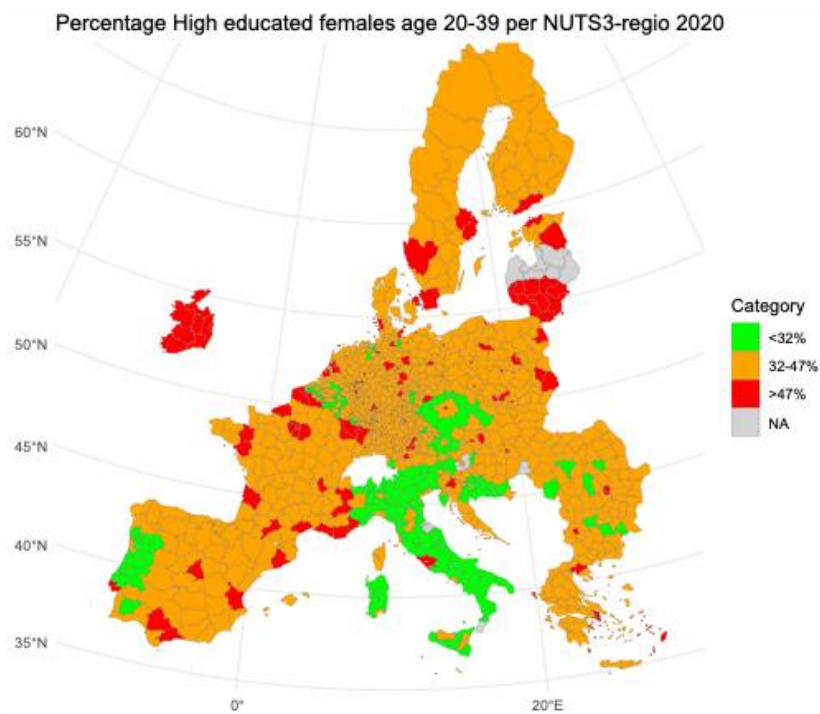 Percentage High educated females age 20-39 per NUTS3-regio 2020
60°N
55°N
50°N
45°N
40°N
35°N
0°
20°E
Category
<32%
32-47%
>47%
NA